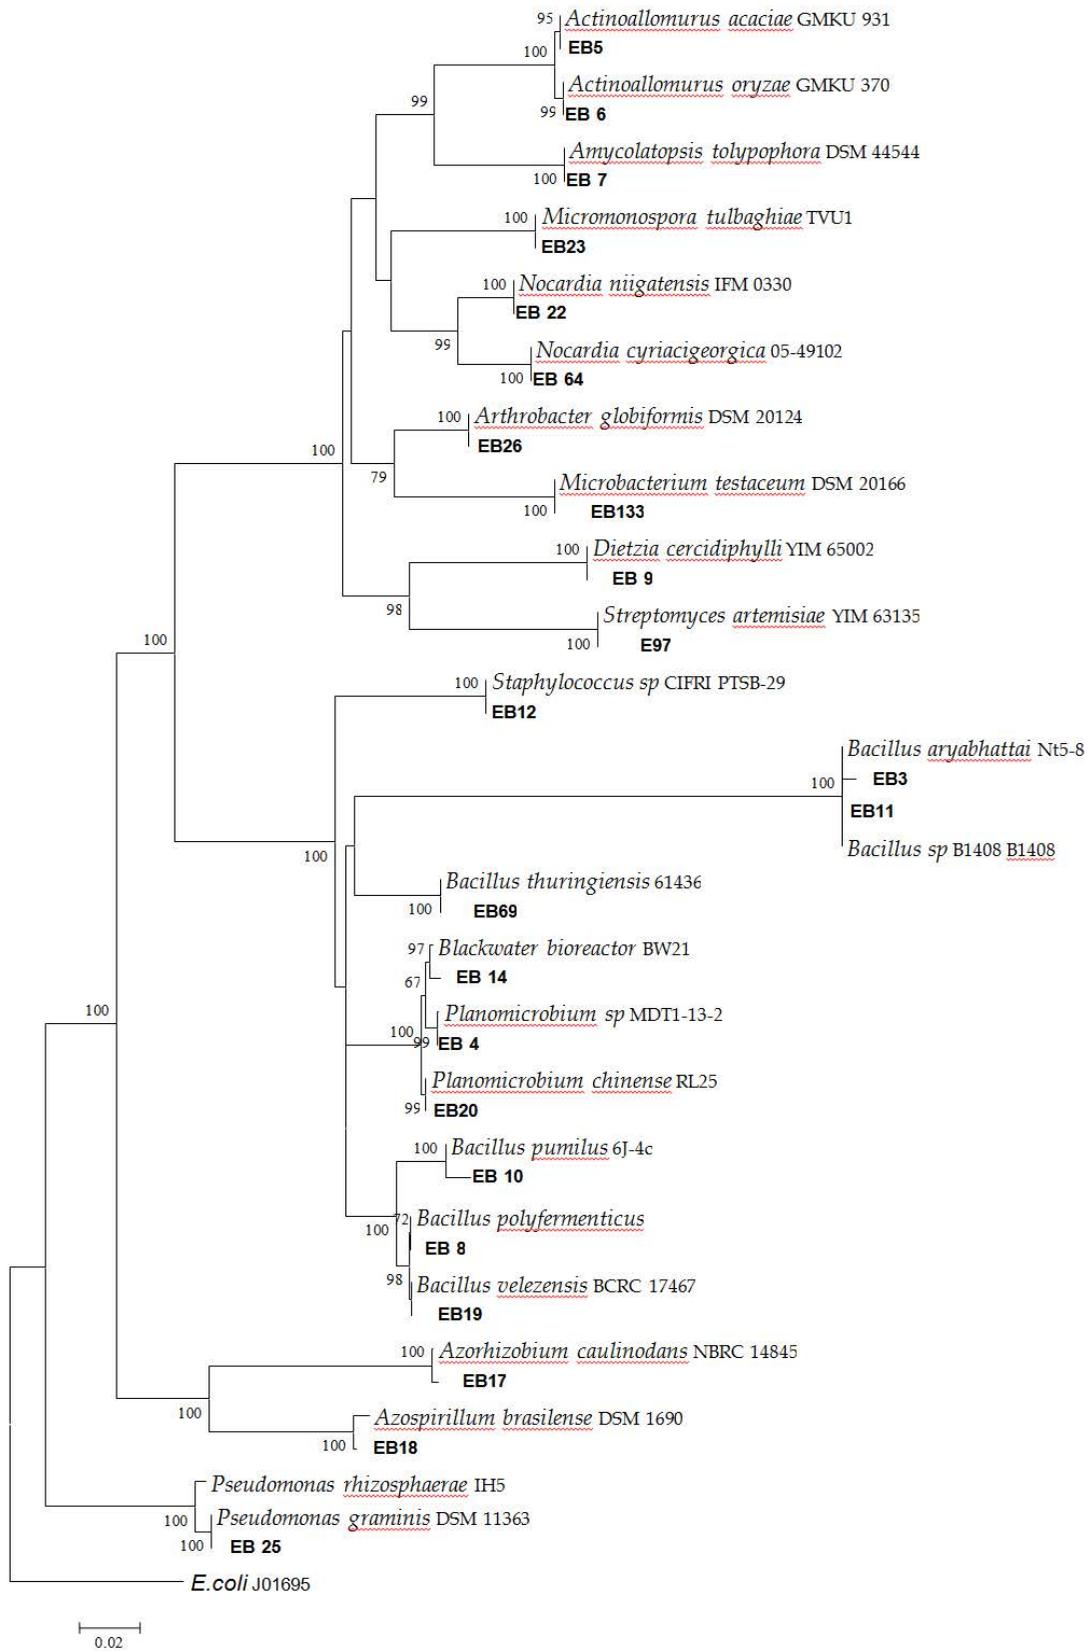 95 Actinoallomurus acaciae GMKU 931
EB5
100
Actinoallomurus oryzae GMKU 370
99
99 EB 6
Amycolatopsis tolypophora DSM 44544
100 EB 7
100 Micromonospora tulbaghiae TVU1
EB23
100 Nocardia niigatensis IFM 0330
EB 22
99
Nocardia cyriacigeorgica 05-49102
100 EB 64
100 Arthrobacter globiformis DSM 20124
EB26
100
79
Microbacterium testaceum DSM 20166
100 EB133
100 Dietzia cercidiphylli YIM 65002
EB 9
98
Streptomyces artemisiae YIM 63135
100 E97
100
100 Staphylococcus sp CIFRI PTSB-29
EB12
Bacillus aryabhattai Nt5-8
100 EB3
EB11
Bacillus sp B1408 B1408
100
Bacillus thuringiensis 61436
100 EB69
97 Blackwater bioreactor BW21
67 EB 14
100
Planomicrobium sp MDT1-13-2
100
99 EB 4
Planomicrobium chinense RL25
99 EB20
100 Bacillus pumilus 6J-4c
EB 10
72 Bacillus polyfermenticus
100
EB 8
98 Bacillus velezensis BCRC 17467
EB19
100 Azorhizobium caulinodans NBRC 14845
EB17
100
Azospirillum brasilense DSM 1690
100 EB18
Pseudomonas rhizosphaerae IH5
100 Pseudomonas graminis DSM 11363
100 EB 25
E.coli J01695
0.02